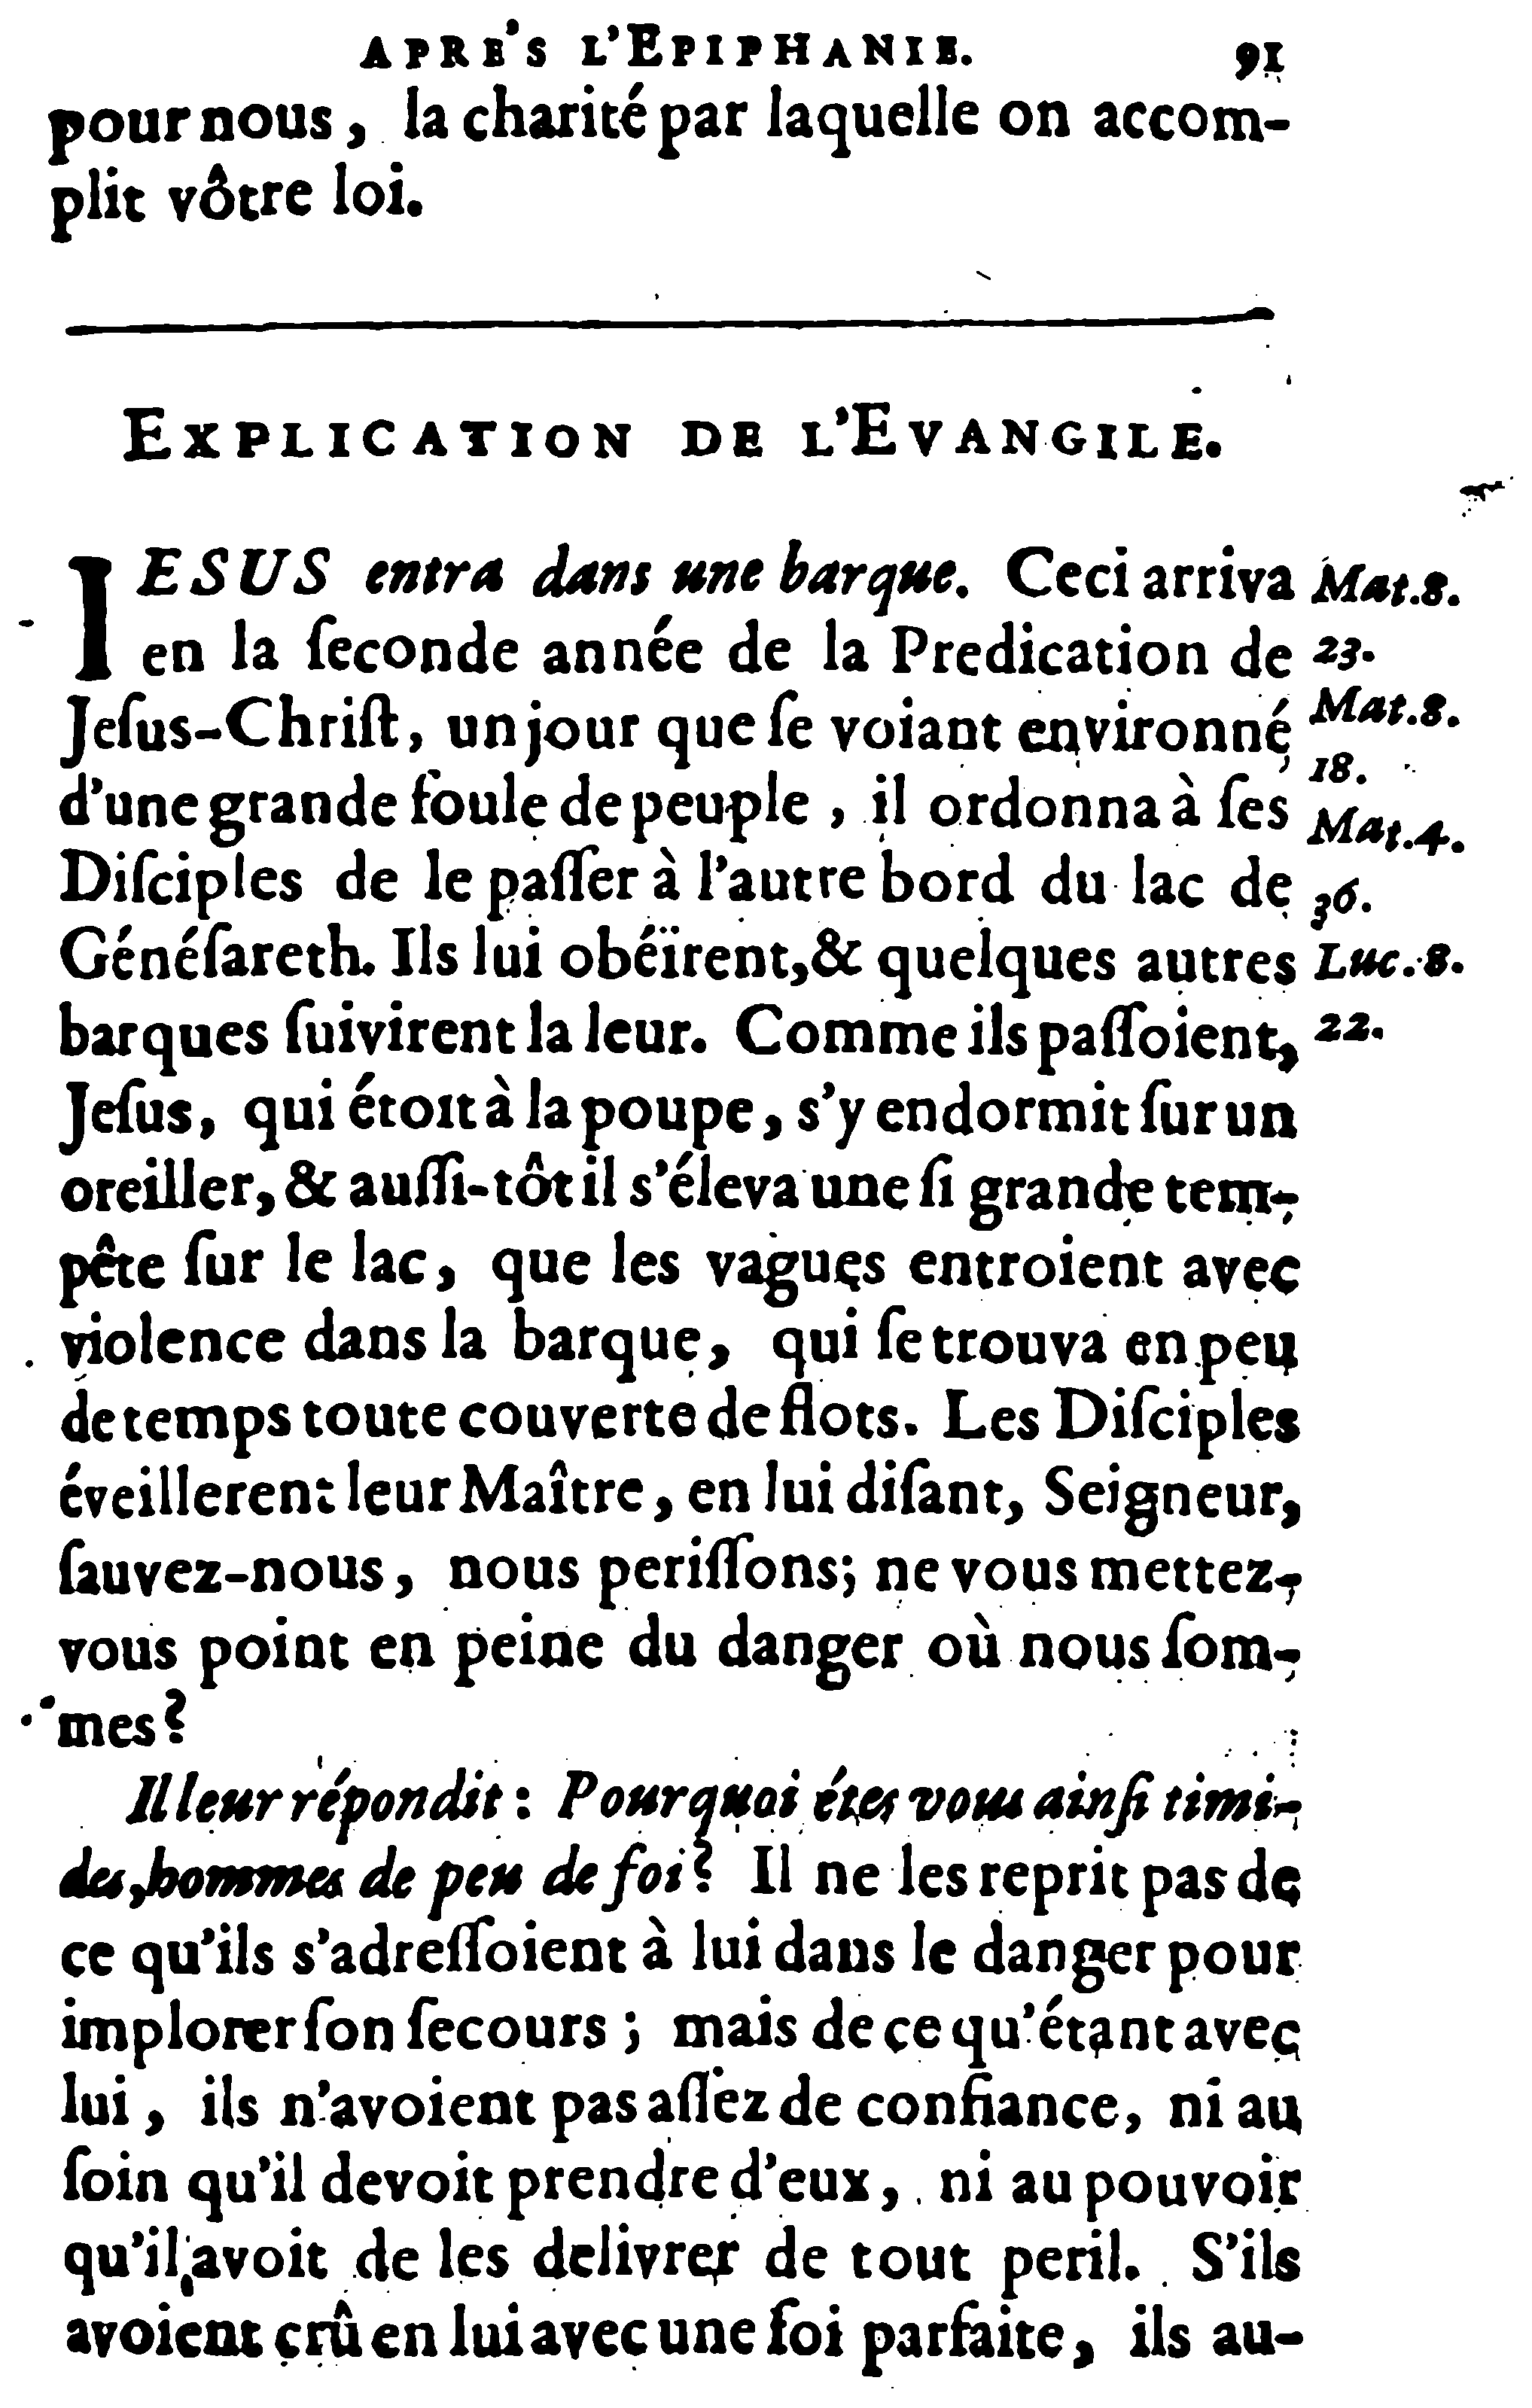 APRE'S L'EPIPHANIE. 91
pour nous, la charité par laquelle on accom-
plit vôtre loi.
EXPLICATION DE L'EVANGILE.
IESUS entra dans une barque. Ceci arriva
en la ſeconde année de la Predication de
Jeſus-Chriſt, un jour que ſe voiant environné
d'une grande foule de peuple, il ordonna à ſes
Diſciples de le paſſer à l'autre bord du lac de
Généſareth. Ils lui obéïrent, & quelques autres
barques ſuivirent la leur. Comme ils paſſoient,
Jeſus, qui étoit à la poupe, s'y endormit ſur un
oreiller, & auſſi-tôt il s'éleva une ſi grande tem-
pête ſur le lac, que les vagues entroient avec
violence dans la barque, qui ſe trouva en peu
de temps toute couverte de flots. Les Diſciples
éveillerent leur Maître, en lui diſant, Seigneur,
ſauvez-nous, nous periſſons; ne vous mettez-
vous point en peine du danger où nous ſom-
mes?
Il leur répondit: Pourquoi étes vous ainſi timi-
des, hommes de peu de foi? Il ne les reprit pas de
ce qu'ils s'adreſſoient à lui dans le danger pour
implorer ſon ſecours; mais de ce qu'étant avec
lui, ils n'avoient pas aſſez de confiance, ni au
ſoin qu'il devoit prendre d'eux, ni au pouvoir
qu'il avoit de les delivrer de tout peril. S'ils
avoient crû en lui avec une foi parfaite, ils au-
Mat. 8.
23.
Mat. 8.
18.
Mat. 4.
36.
Luc. 8.
22.